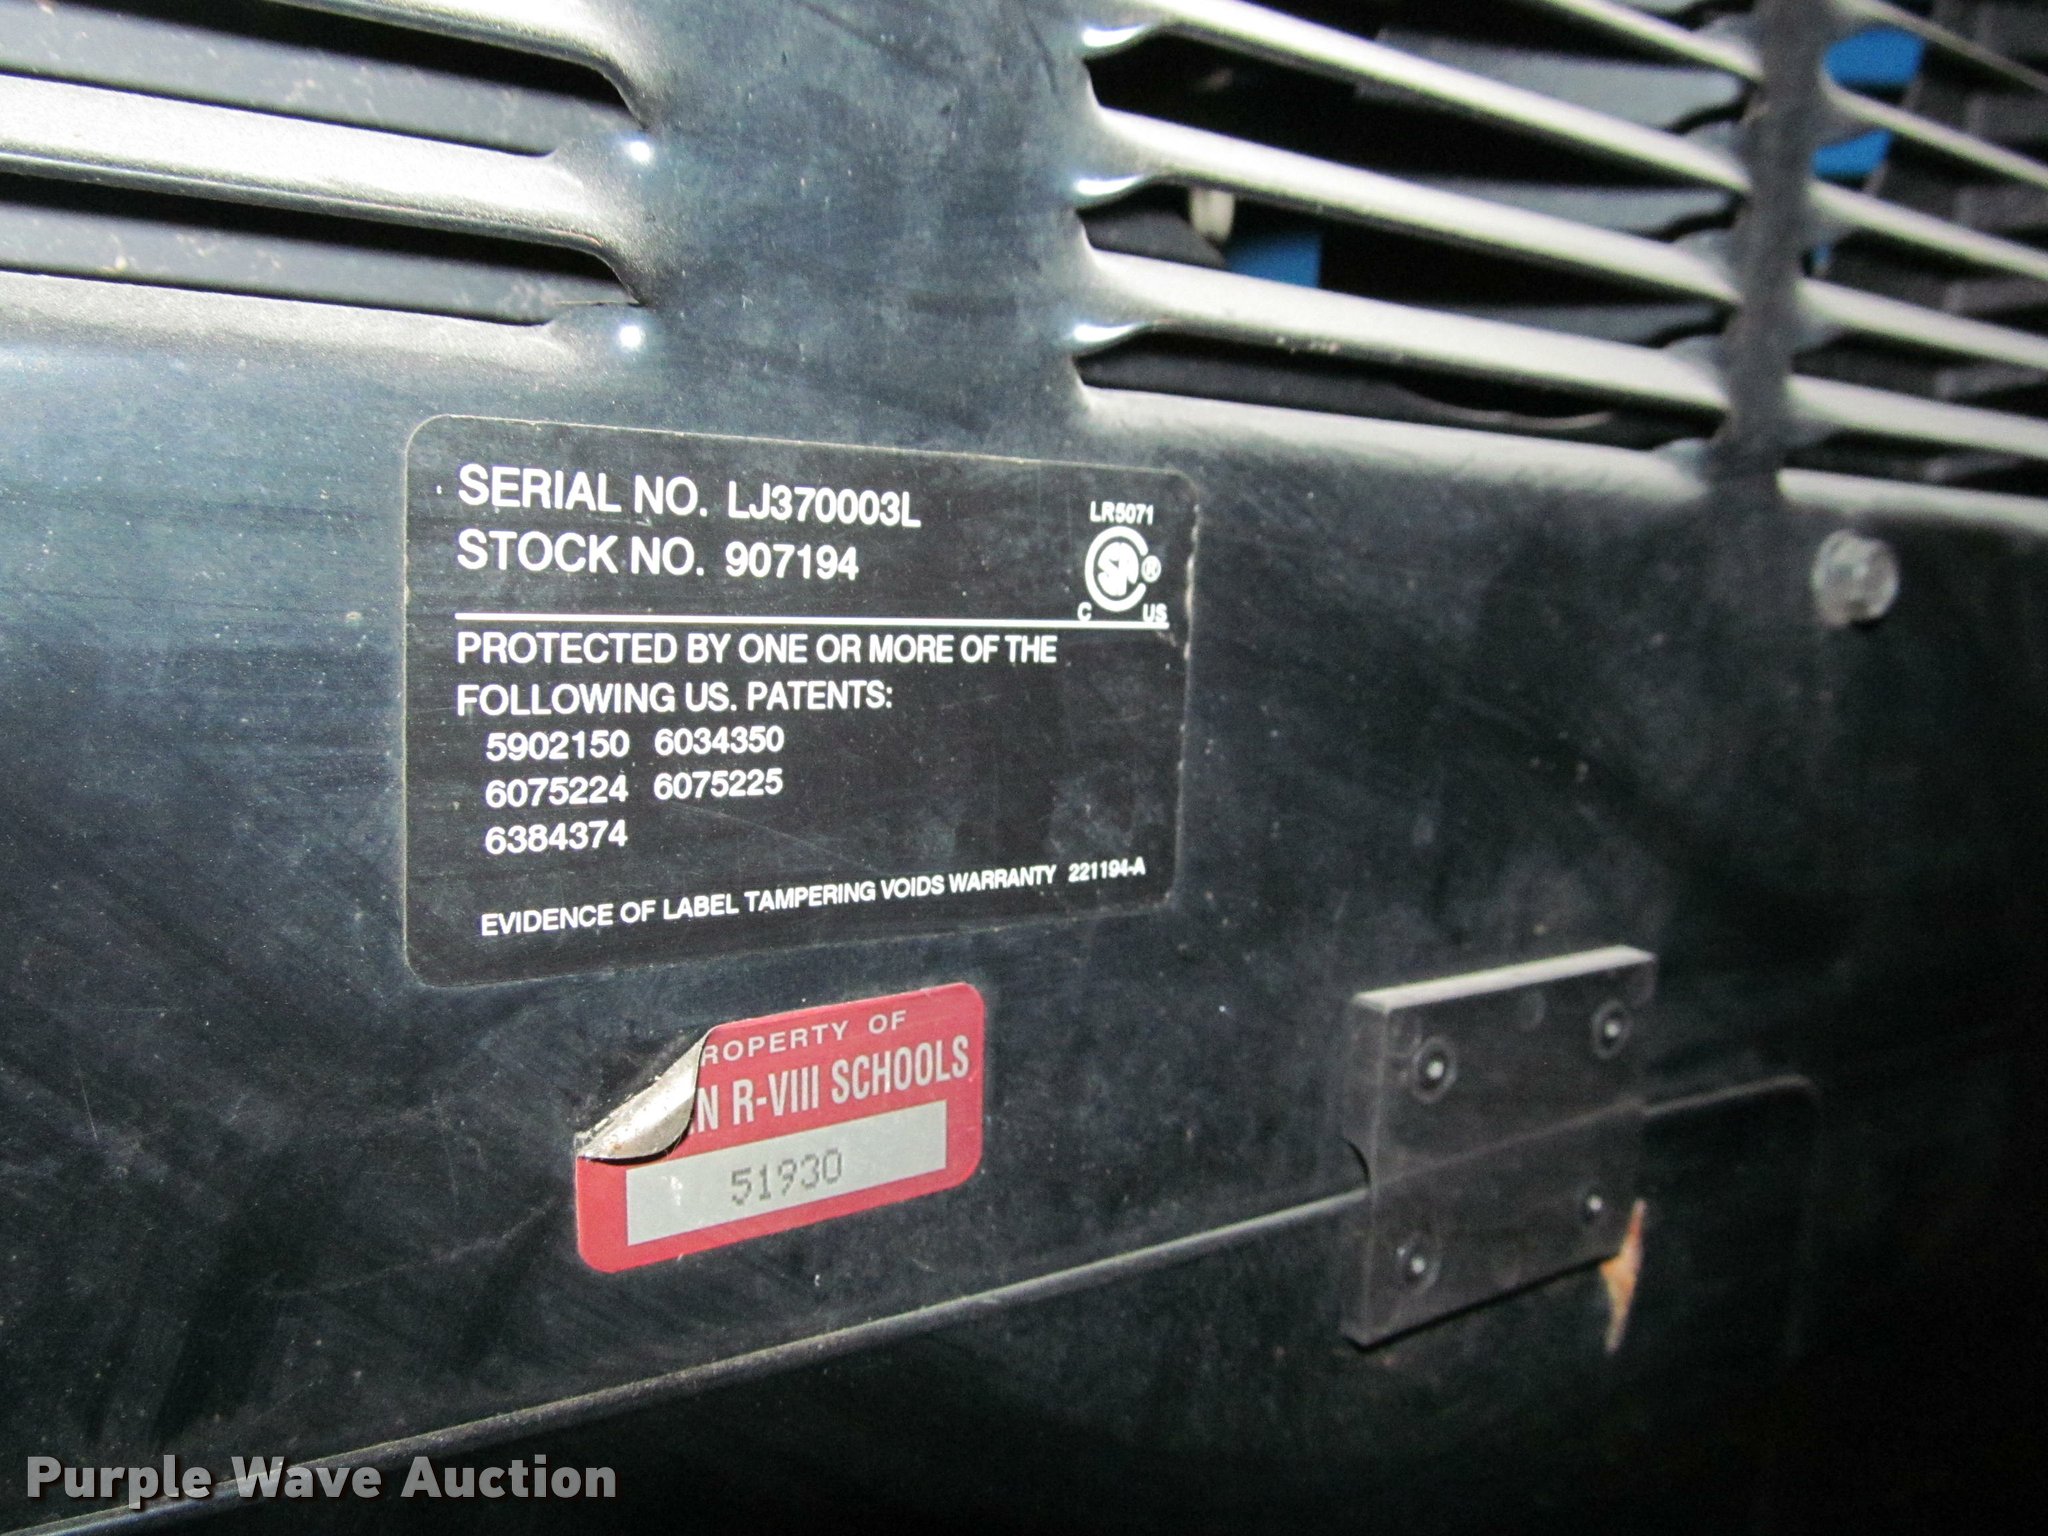 SERIAL NO. LJ370003L
STOCK NO. 907194
LR5071
C US
®
PROTECTED BY ONE OR MORE OF THE
FOLLOWING US. PATENTS:
5902150 6034350
6075224 6075225
6384374
EVIDENCE OF LABEL TAMPERING VOIDS WARRANTY 221194-A
ROPERTY OF
N R-VIII SCHOOLS
51930
Purple Wave Auction